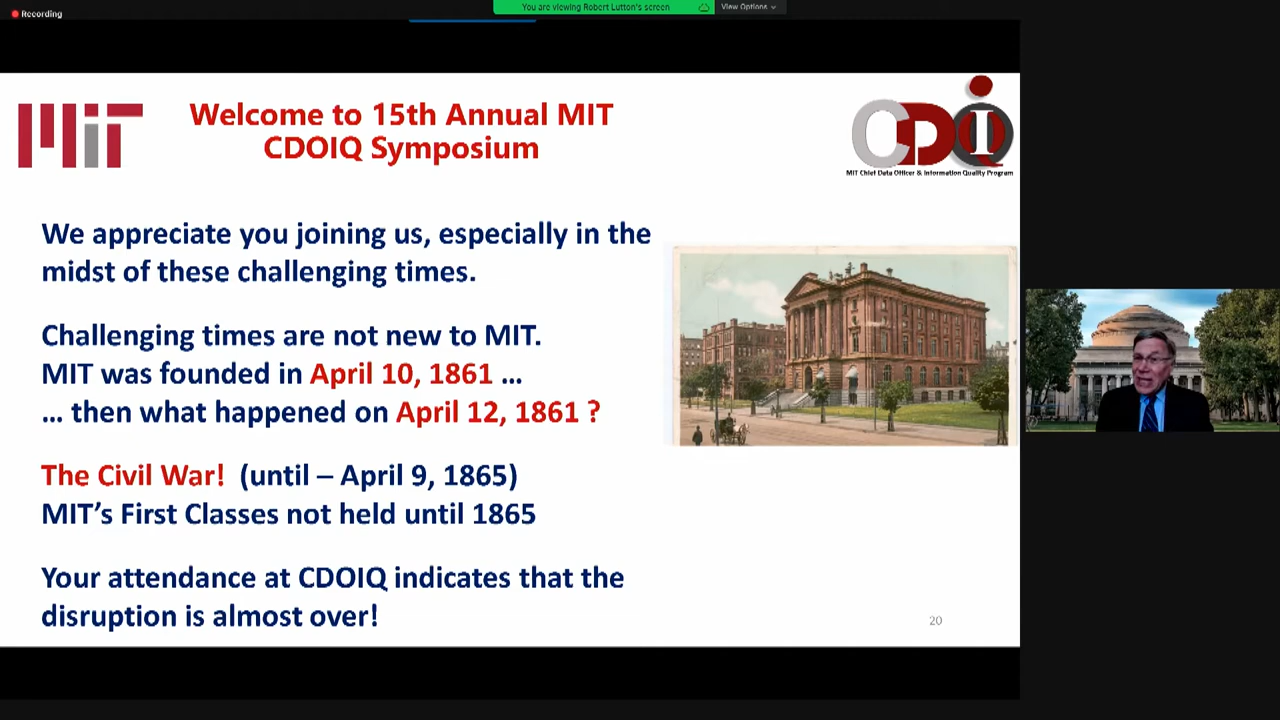 Recording
You are viewing Robert Lutton's screen
View Options
MiT
Welcome to 15th Annual MIT
CDOIQ Symposium
CDIQ
MIT Chief Data Officer & Information Quality Program
We appreciate you joining us, especially in the
midst of these challenging times.
Challenging times are not new to MIT.
MIT was founded in April 10, 1861 …
… then what happened on April 12, 1861 ?
The Civil War! (until – April 9, 1865)
MIT’s First Classes not held until 1865
Your attendance at CDOIQ indicates that the
disruption is almost over!
20